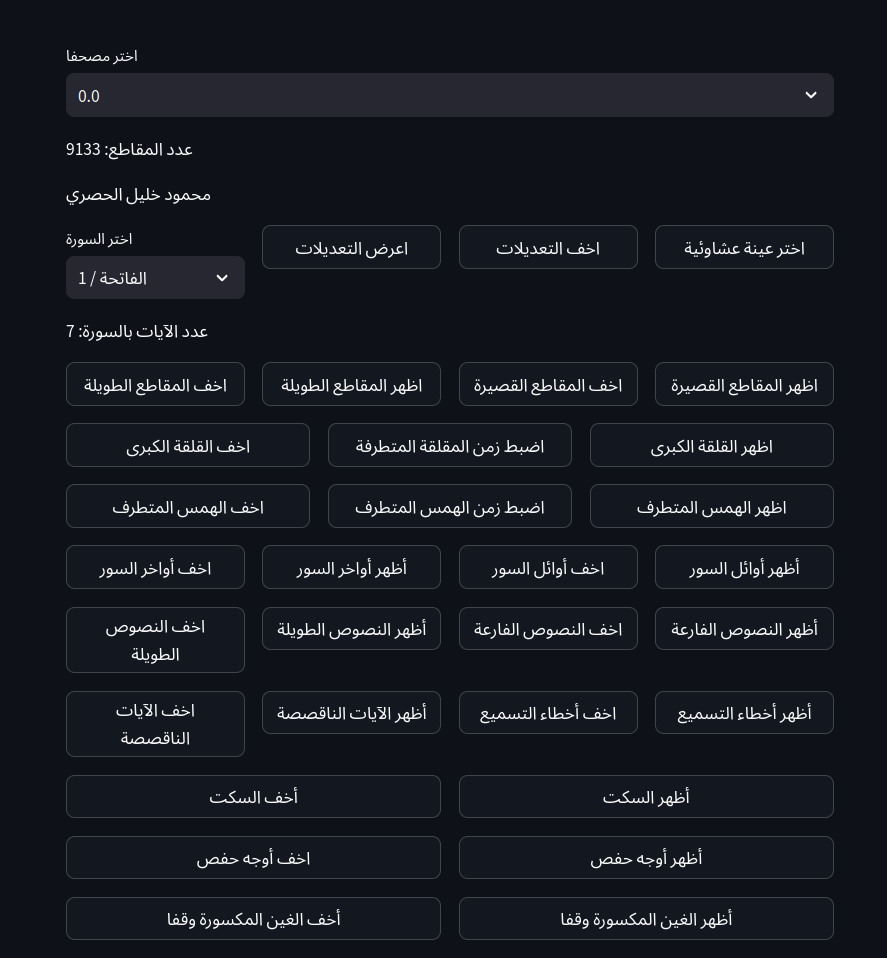 اختر مصحفا
0.0
عدد المقاطع: 9133
محمود خليل الحصري
اختر عينة عشاوئية
اخف التعديلات
اعرض التعديلات
اختر السورة
الفاتحة / 1
عدد الآيات بالسورة: 7
اظهر المقاطع القصيرة
اخف المقاطع القصيرة
اظهر المقاطع الطويلة
اخف المقاطع الطويلة
اظهر القلقة الكبرى
اضبط زمن المقلقة المتطرفة
اخف القلقة الكبرى
اظهر الهمس المتطرف
اضبط زمن الهمس المتطرف
اخف الهمس المتطرف
أظهر أوائل السور
اخف أوائل السور
أظهر أواخر السور
اخف أواخر السور
أظهر النصوص الفارعة
اخف النصوص الفارعة
أظهر النصوص الطويلة
اخف النصوص
الطويلة
أظهر أخطاء التسميع
اخف أخطاء التسميع
أظهر الآيات الناقصصة
اخف الآيات
الناقصصة
أظهر السكت
أخف السكت
أظهر أوجه حفص
اخف أوجه حفص
أظهر الغين المكسورة وقفا
أخف الغين المكسورة وقفا